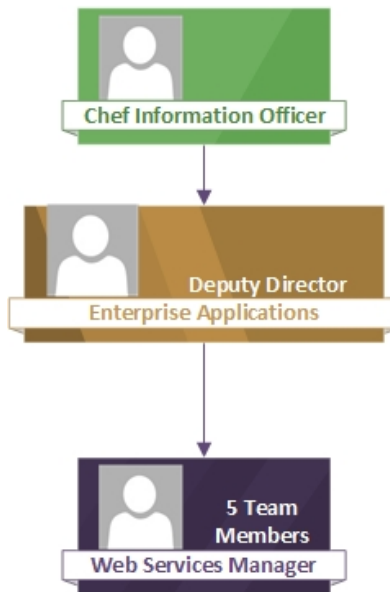 Chef Information Officer
Deputy Director
Enterprise Applications
5 Team
Members
Web Services Manager